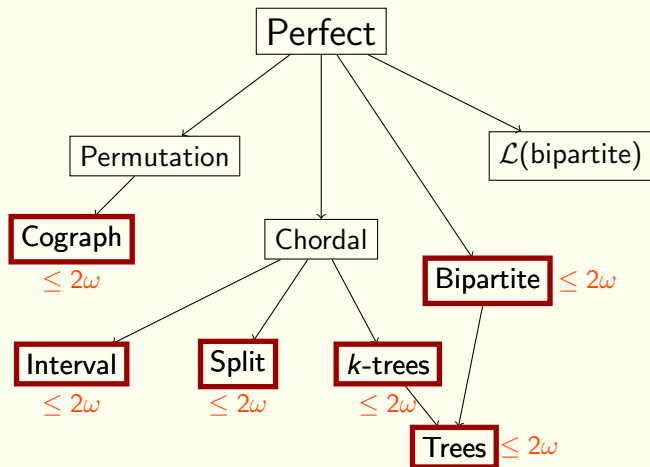 Perfect
Permutation
ℒ(bipartite)
Cograph
≤ 2ω
Chordal
Bipartite ≤ 2ω
Interval
Split
k-trees
≤ 2ω
≤ 2ω
≤ 2ω
Trees ≤ 2ω